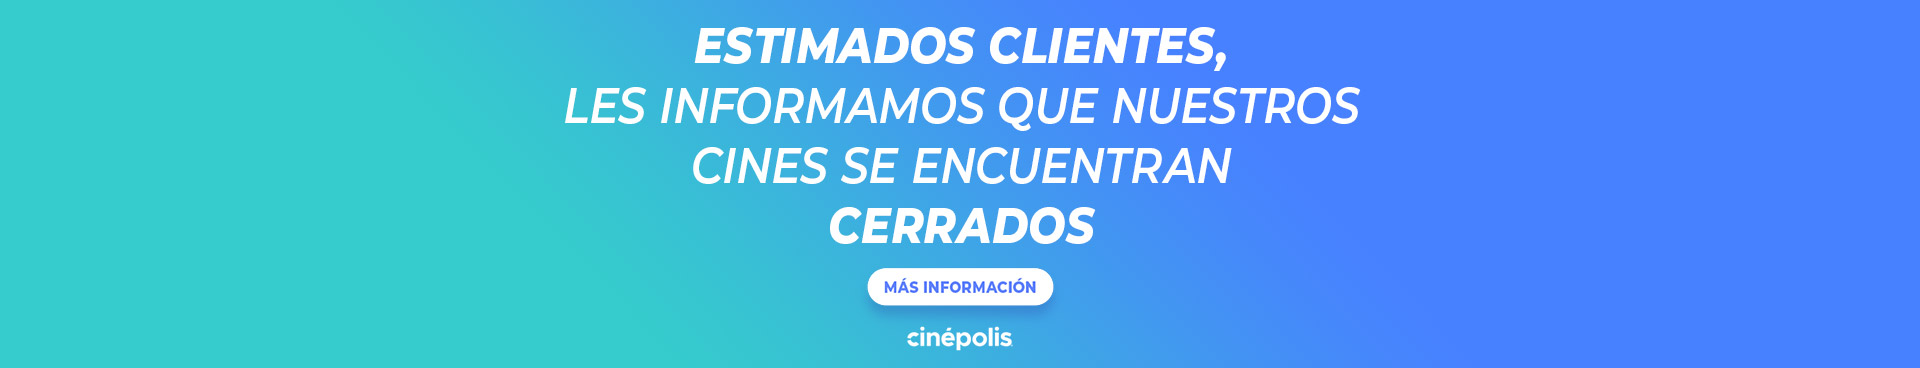 ESTIMADOS CLIENTES,
LES INFORMAMOS QUE NUESTROS
CINES SE ENCUENTRAN
CERRADOS
MÁS INFORMACIÓN
cinépolis